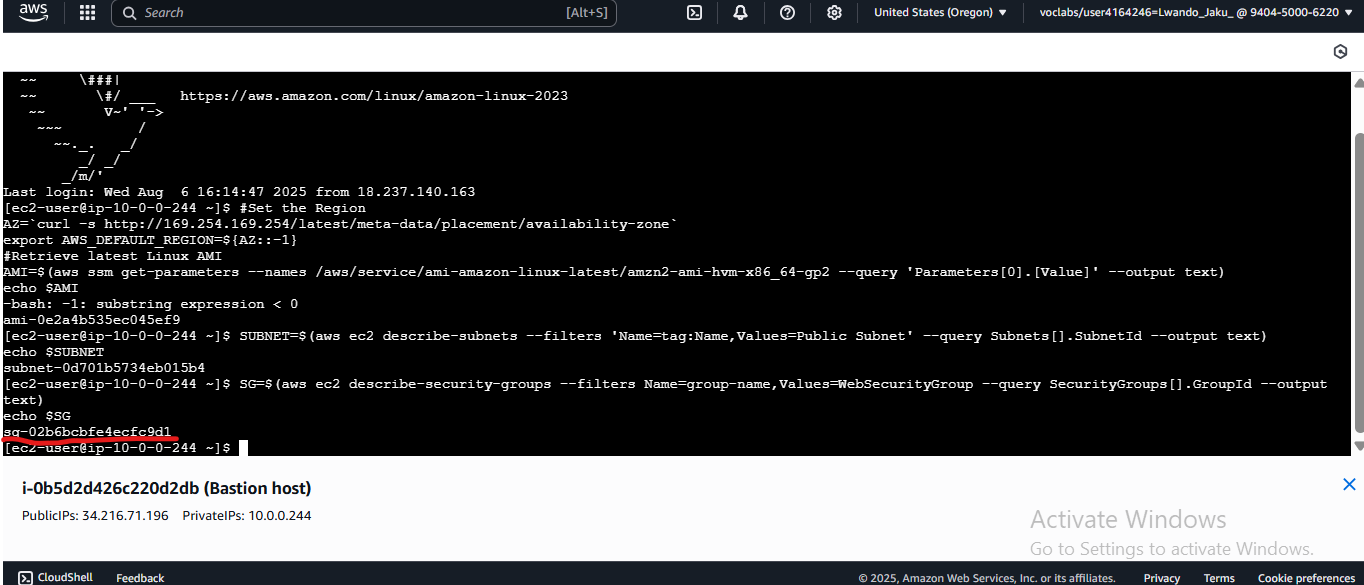 aws
Search
[Alt+S]
United States (Oregon)
voclabs/user4164246=Lwando_Jaku_ @ 9404-5000-6220
~~      \###|
~~       \#/ ___   https://aws.amazon.com/linux/amazon-linux-2023
~~       V~' '->
~~~         /
~~._.   _/
_/ _/
_/m/'
Last login: Wed Aug  6 16:14:47 2025 from 18.237.140.163
[ec2-user@ip-10-0-0-244 ~]$ #Set the Region
AZ=`curl -s http://169.254.169.254/latest/meta-data/placement/availability-zone`
export AWS_DEFAULT_REGION=${AZ::-1}
#Retrieve latest Linux AMI
AMI=$(aws ssm get-parameters --names /aws/service/ami-amazon-linux-latest/amzn2-ami-hvm-x86_64-gp2 --query 'Parameters[0].[Value]' --output text)
echo $AMI
-bash: -1: substring expression < 0
ami-0e2a4b535ec045ef9
[ec2-user@ip-10-0-0-244 ~]$ SUBNET=$(aws ec2 describe-subnets --filters 'Name=tag:Name,Values=Public Subnet' --query Subnets[].SubnetId --output text)
echo $SUBNET
subnet-0d701b5734eb015b4
[ec2-user@ip-10-0-0-244 ~]$ SG=$(aws ec2 describe-security-groups --filters Name=group-name,Values=WebSecurityGroup --query SecurityGroups[].GroupId --output
text)
echo $SG
sg-02b6bcbfe4ecfc9d1
[ec2-user@ip-10-0-0-244 ~]$
i-0b5d2d426c220d2db (Bastion host)
PublicIPs: 34.216.71.196 PrivateIPs: 10.0.0.244
Activate Windows
Go to Settings to activate Windows.
CloudShell
Feedback
© 2025, Amazon Web Services, Inc. or its affiliates.
Privacy
Terms
Cookie preferences